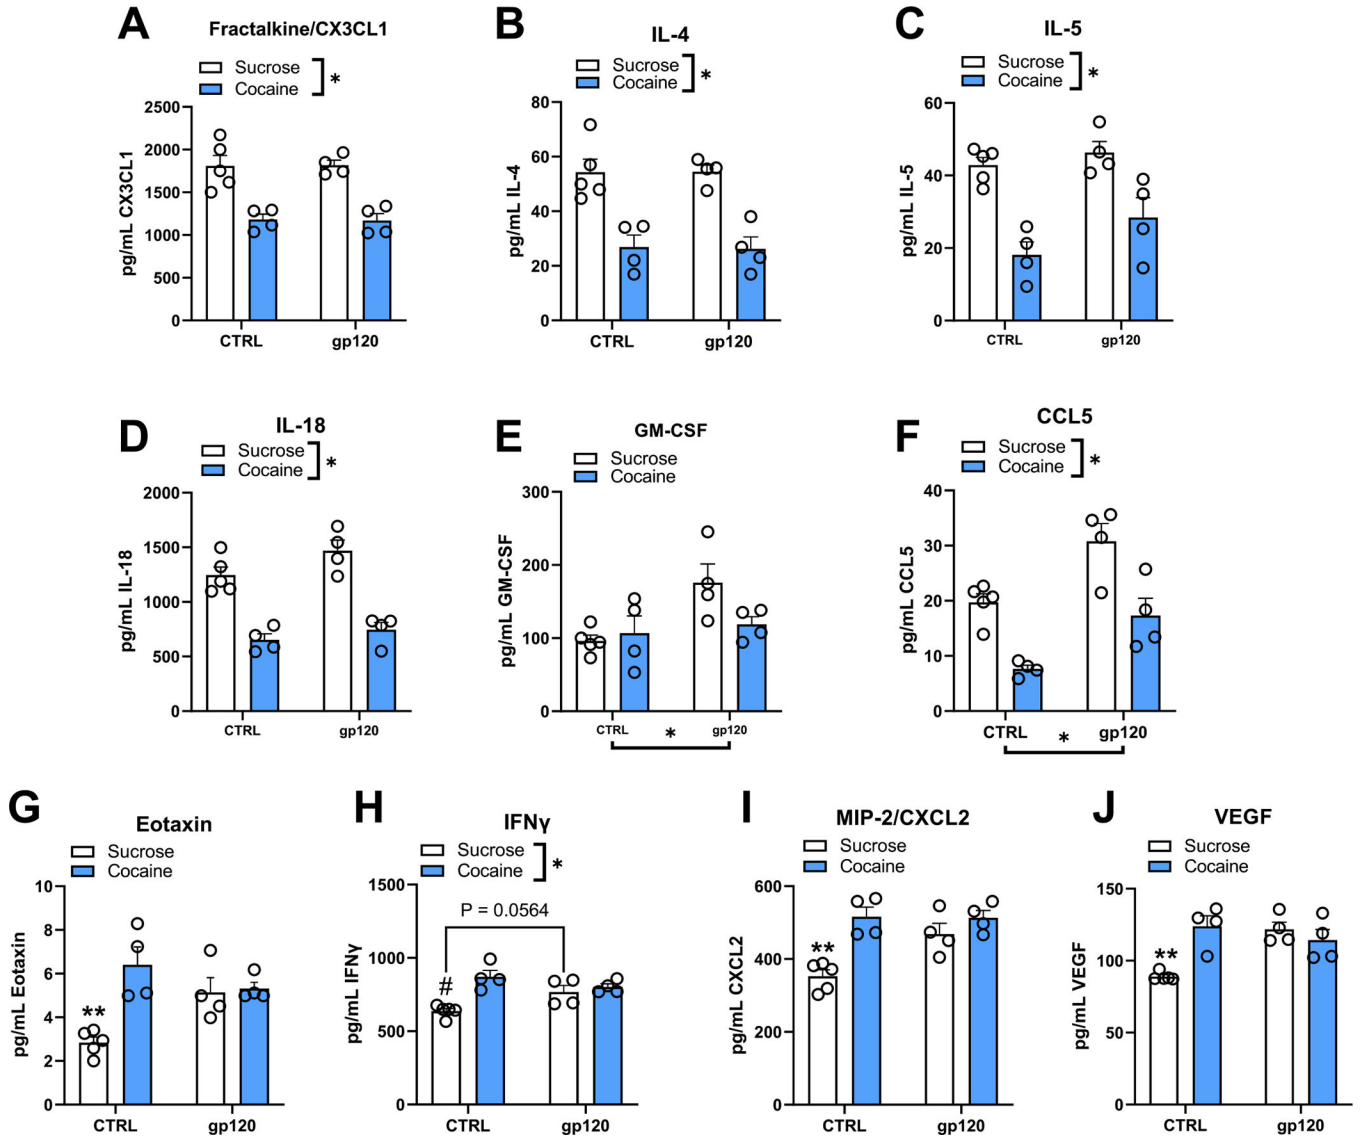 A
Fractalkine/CX3CL1
Sucrose
Cocaine
*
2500
2000
1500
1000
500
0
pg/mL CX3CL1
CTRL
gp120
B
IL-4
Sucrose
Cocaine
*
80
60
40
20
0
pg/mL IL-4
CTRL
gp120
C
IL-5
Sucrose
Cocaine
*
60
40
20
0
pg/mL IL-5
CTRL
gp120
D
IL-18
Sucrose
Cocaine
*
2000
1500
1000
500
0
pg/mL IL-18
CTRL
gp120
E
GM-CSF
Sucrose
Cocaine
300
200
100
0
pg/mL GM-CSF
CTRL
gp120
*
F
CCL5
Sucrose
Cocaine
*
40
30
20
10
0
pg/mL CCL5
CTRL
gp120
*
G
Eotaxin
Sucrose
Cocaine
10
8
6
4
2
0
pg/mL Eotaxin
**
CTRL
gp120
H
IFNγ
Sucrose
Cocaine
*
1500
1000
500
0
pg/mL IFNγ
P = 0.0564
#
CTRL
gp120
I
MIP-2/CXCL2
Sucrose
Cocaine
600
400
200
0
pg/mL CXCL2
**
CTRL
gp120
J
VEGF
Sucrose
Cocaine
150
100
50
0
pg/mL VEGF
**
CTRL
gp120